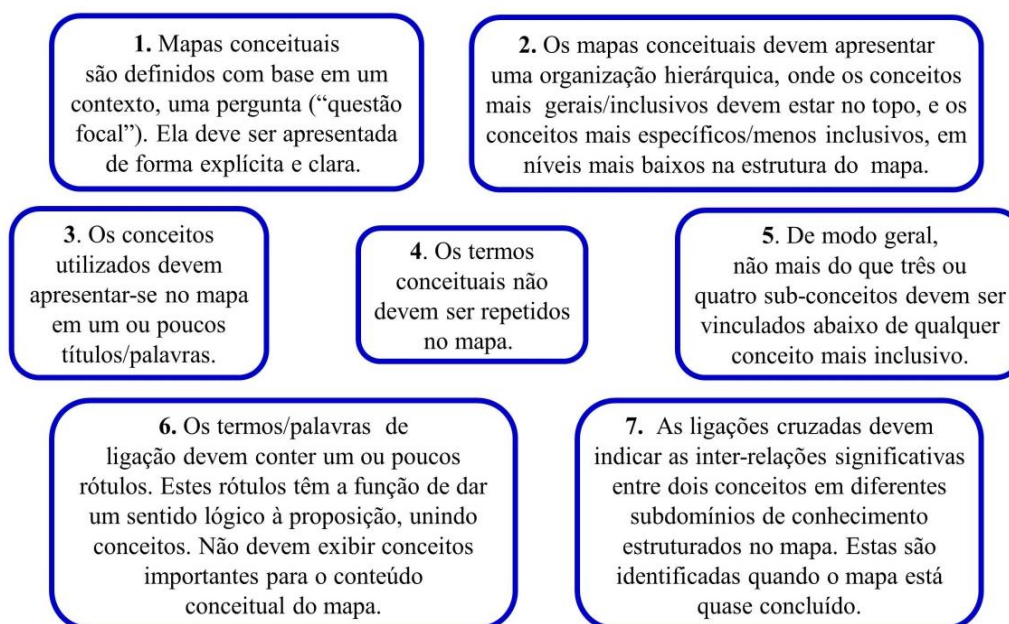 1. Mapas conceituais
são definidos com base em um
contexto, uma pergunta (“questão
focal”). Ela deve ser apresentada
de forma explícita e clara.
2. Os mapas conceituais devem apresentar
uma organização hierárquica, onde os conceitos
mais gerais/inclusivos devem estar no topo, e os
conceitos mais específicos/menos inclusivos, em
níveis mais baixos na estrutura do mapa.
3. Os conceitos
utilizados devem
apresentar-se no mapa
em um ou poucos
títulos/palavras.
4. Os termos
conceituais não
devem ser repetidos
no mapa.
5. De modo geral,
não mais do que três ou
quatro sub-conceitos devem ser
vinculados abaixo de qualquer
conceito mais inclusivo.
6. Os termos/palavras de
ligação devem conter um ou poucos
rótulos. Estes rótulos têm a função de dar
um sentido lógico à proposição, unindo
conceitos. Não devem exibir conceitos
importantes para o conteúdo
conceitual do mapa.
7. As ligações cruzadas devem
indicar as inter-relações significativas
entre dois conceitos em diferentes
subdomínios de conhecimento
estruturados no mapa. Estas são
identificadas quando o mapa está
quase concluído.